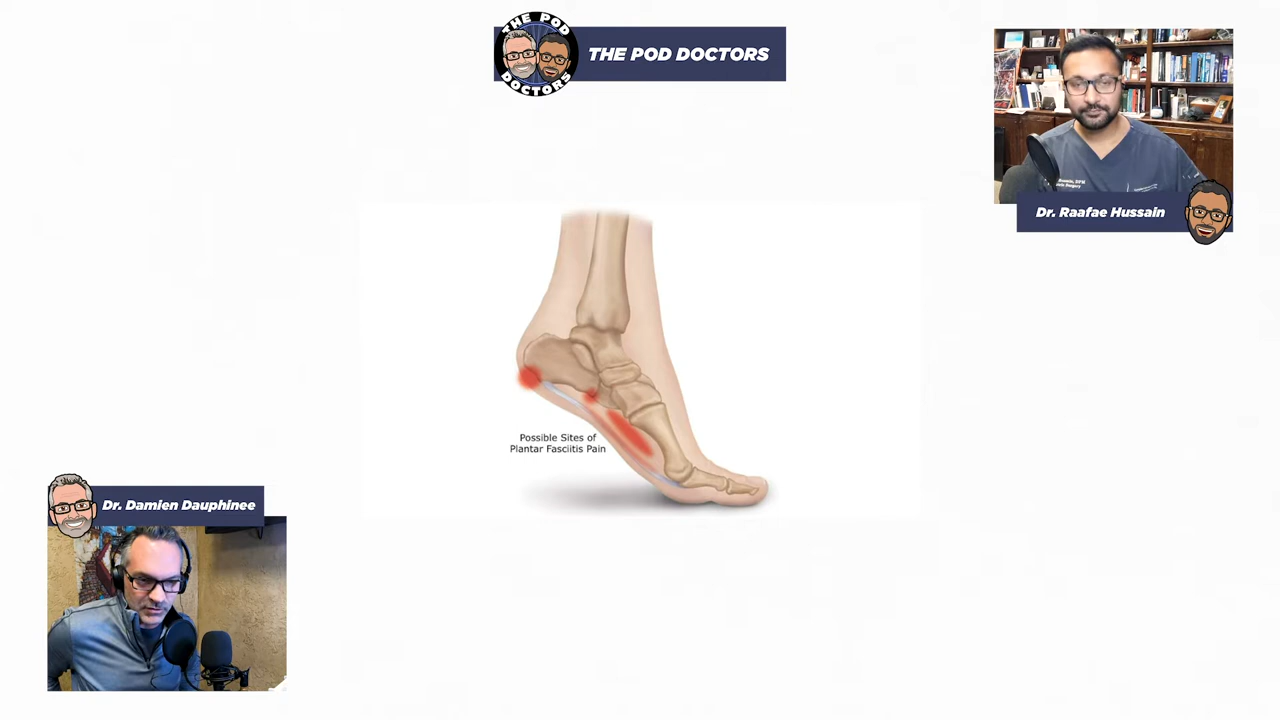 THE POD
DOCTORS
THE POD DOCTORS
Dr. Raafae Hussain
Possible Sites of
Plantar Fasciitis Pain
Dr. Damien Dauphinee